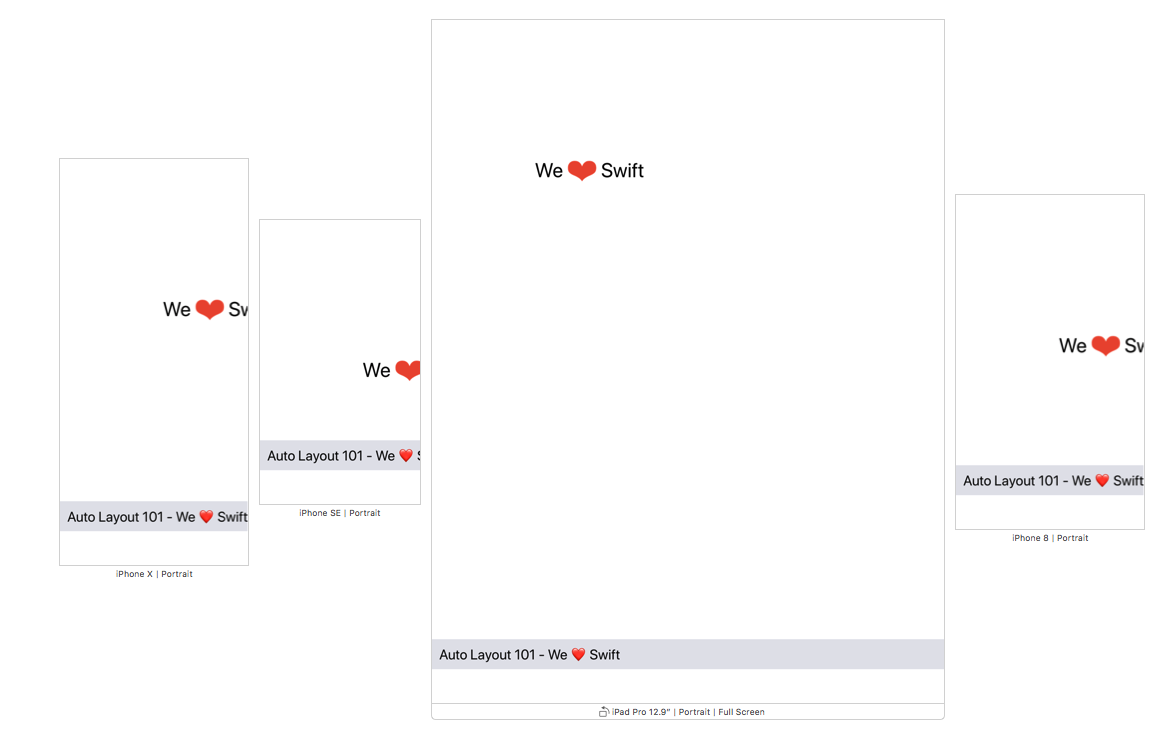 We ❤ Sw
Auto Layout 101 - We ❤️ Swift
iPhone X | Portrait
We ❤
Auto Layout 101 - We ❤️ S
iPhone SE | Portrait
We ❤ Swift
Auto Layout 101 - We ❤️ Swift
iPad Pro 12.9" | Portrait | Full Screen
We ❤ Sw
Auto Layout 101 - We ❤️ Swift
iPhone 8 | Portrait